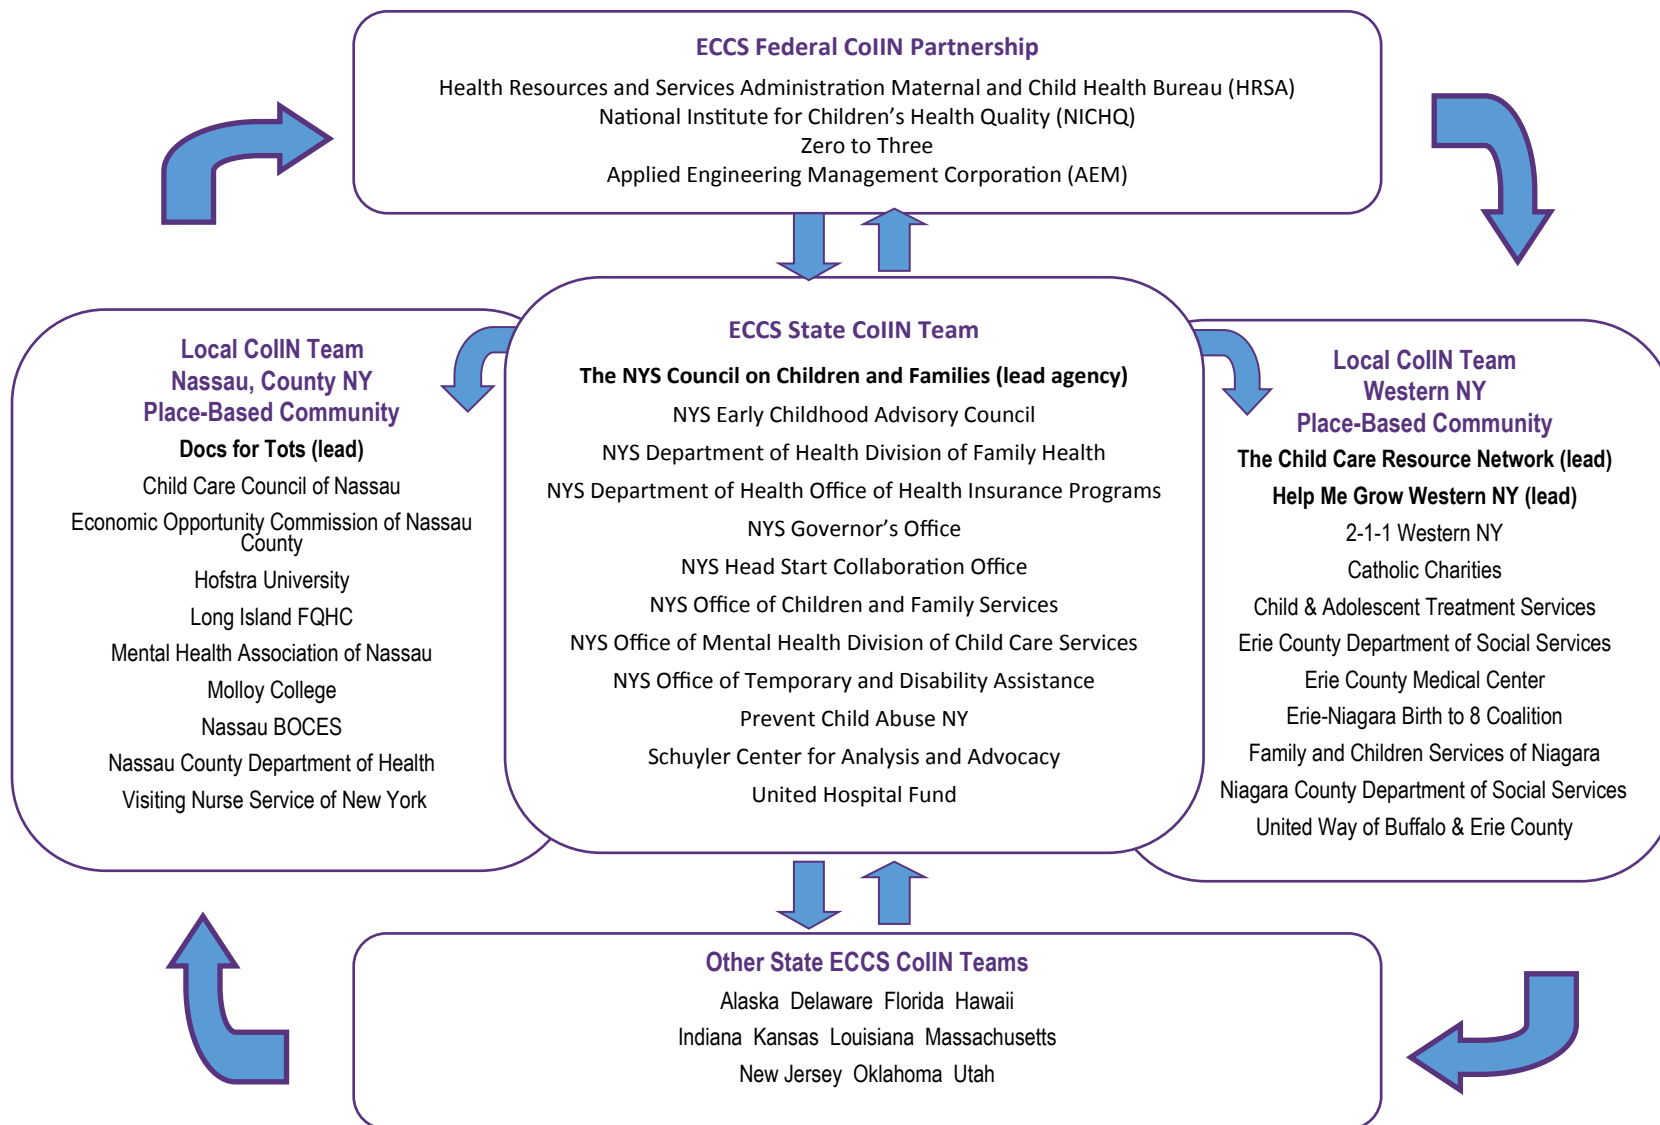 ECCS Federal CoIIN Partnership
Health Resources and Services Administration Maternal and Child Health Bureau (HRSA)
National Institute for Children’s Health Quality (NICHQ)
Zero to Three
Applied Engineering Management Corporation (AEM)
Local CoIIN Team
Nassau, County NY
Place-Based Community
Docs for Tots (lead)
Child Care Council of Nassau
Economic Opportunity Commission of Nassau
County
Hofstra University
Long Island FQHC
Mental Health Association of Nassau
Molloy College
Nassau BOCES
Nassau County Department of Health
Visiting Nurse Service of New York
ECCS State CoIIN Team
The NYS Council on Children and Families (lead agency)
NYS Early Childhood Advisory Council
NYS Department of Health Division of Family Health
NYS Department of Health Office of Health Insurance Programs
NYS Governor’s Office
NYS Head Start Collaboration Office
NYS Office of Children and Family Services
NYS Office of Mental Health Division of Child Care Services
NYS Office of Temporary and Disability Assistance
Prevent Child Abuse NY
Schuyler Center for Analysis and Advocacy
United Hospital Fund
Local CoIIN Team
Western NY
Place-Based Community
The Child Care Resource Network (lead)
Help Me Grow Western NY (lead)
2-1-1 Western NY
Catholic Charities
Child & Adolescent Treatment Services
Erie County Department of Social Services
Erie County Medical Center
Erie-Niagara Birth to 8 Coalition
Family and Children Services of Niagara
Niagara County Department of Social Services
United Way of Buffalo & Erie County
Other State ECCS CoIIN Teams
Alaska Delaware Florida Hawaii
Indiana Kansas Louisiana Massachusetts
New Jersey Oklahoma Utah